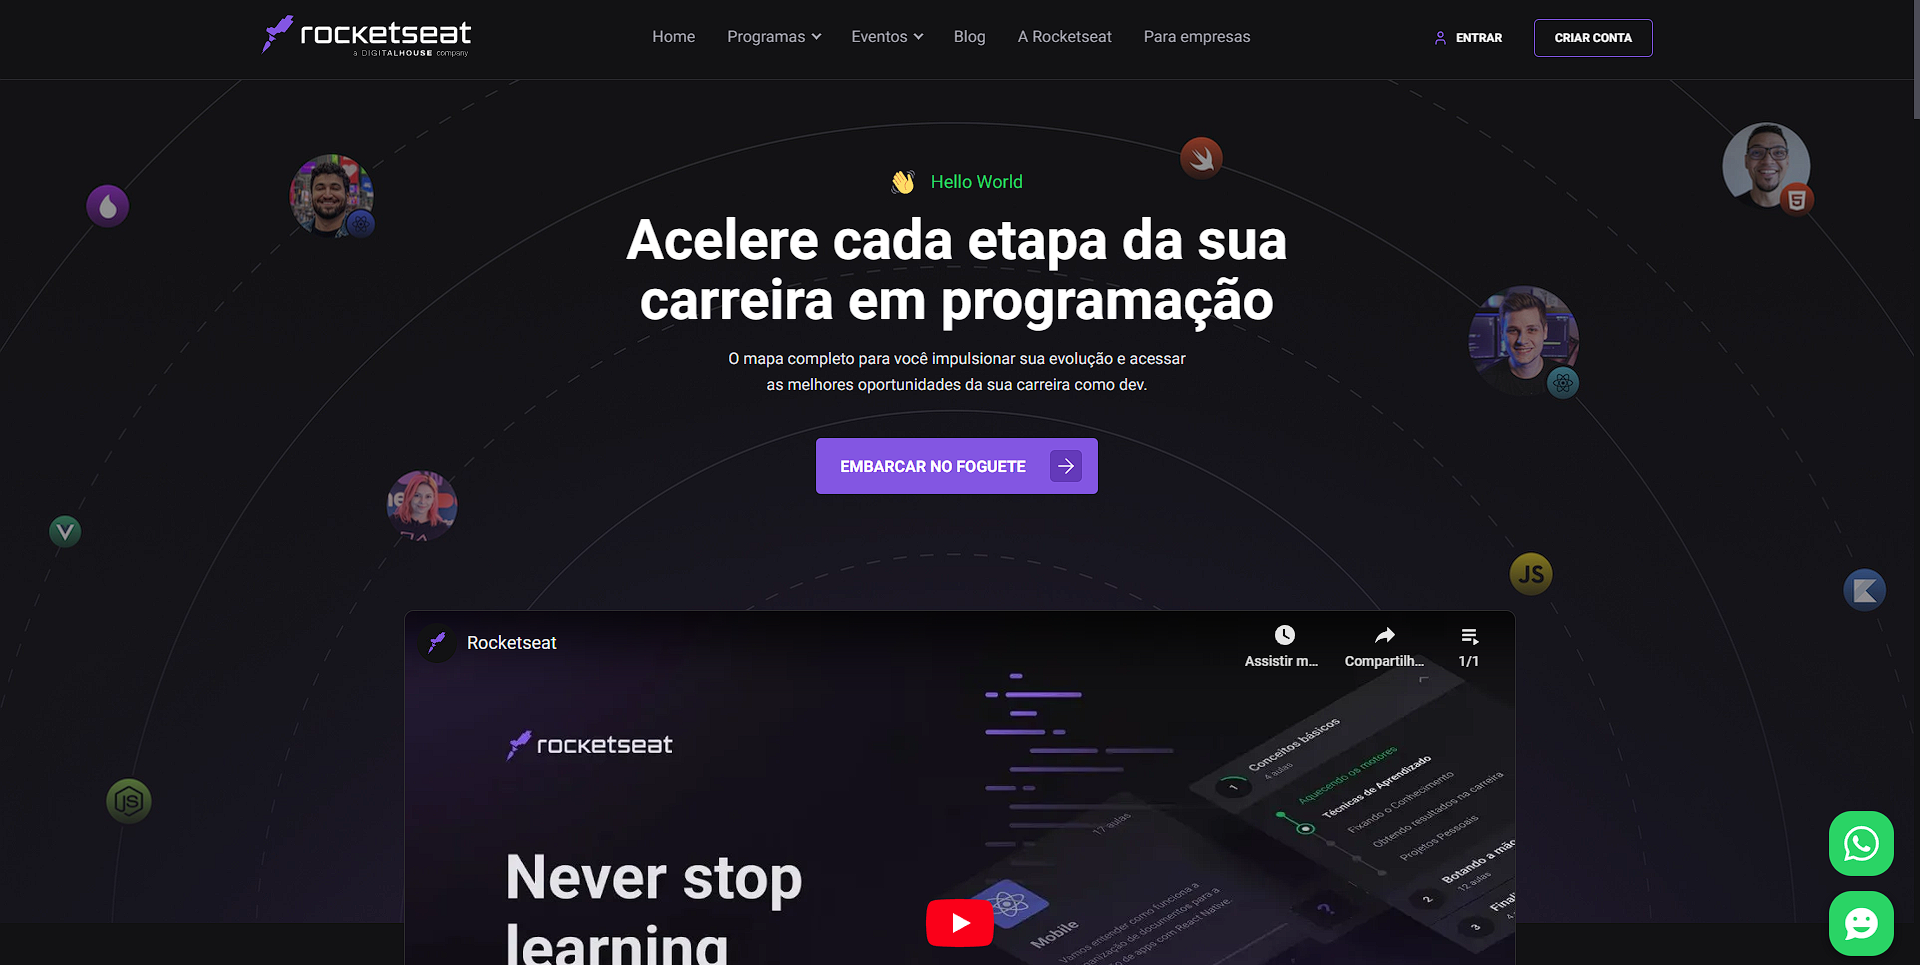 rocketseat
a DIGITALHOUSE company
Home
Programas
Eventos
Blog
A Rocketseat
Para empresas
ENTRAR
CRIAR CONTA
Hello World
Acelere cada etapa da sua
carreira em programação
O mapa completo para você impulsionar sua evolução e acessar
as melhores oportunidades da sua carreira como dev.
EMBARCAR NO FOGUETE
JS
JS
Rocketseat
Assistir m...
Compartilh...
1/1
rocketseat
Never stop
learning
1
Conceitos básicos
4 aulas
Aquecendo os motores
Técnicas de Aprendizado
Fixando o Conhecimento
Obtendo resultados na carreira
Projetos Pessoais
2
Botando a mão
12 aulas
3
17 aulas
Mobile
Vamos entender como funciona a
de documentos para a
de apps com React Native.
?